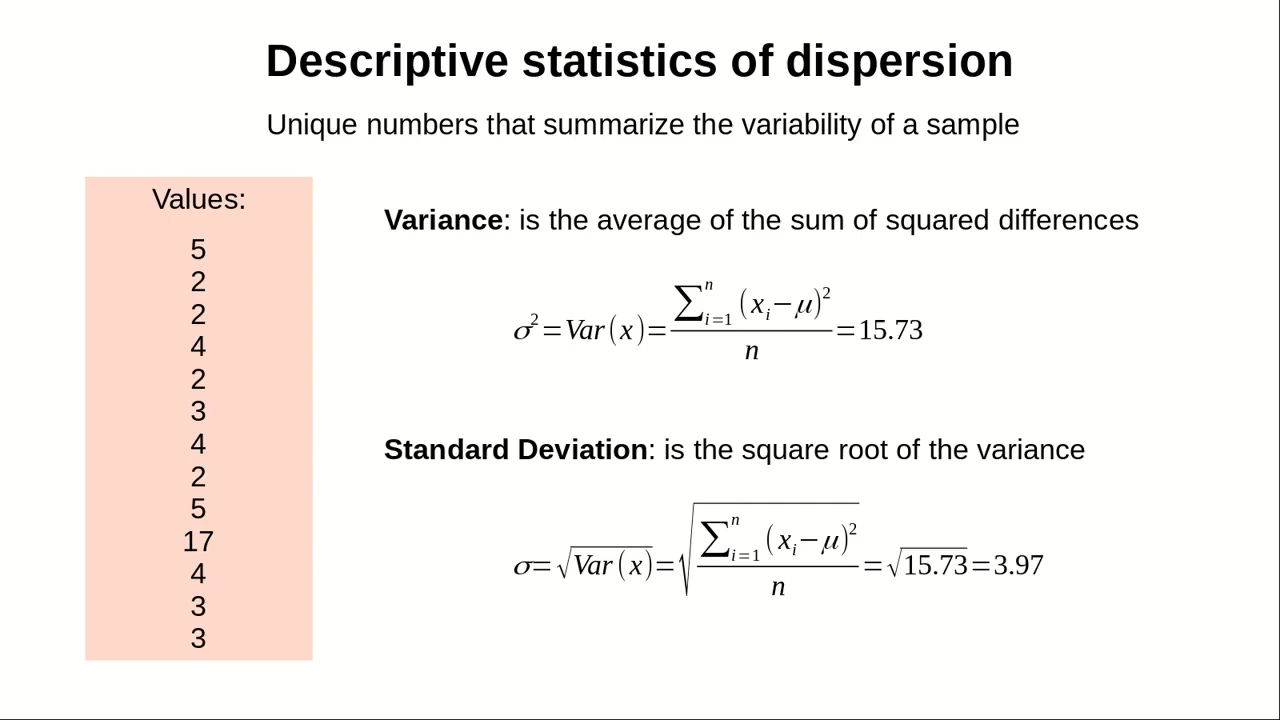 Descriptive statistics of dispersion
Unique numbers that summarize the variability of a sample
Values:
5
2
2
4
2
3
4
2
5
17
4
3
3
Variance: is the average of the sum of squared differences
σ²=Var(x)=∑ⁿᵢ₌₁(xᵢ−μ)²/n=15.73
Standard Deviation: is the square root of the variance
σ=√Var(x)=√(∑ⁿᵢ₌₁(xᵢ−μ)²/n)=√15.73=3.97